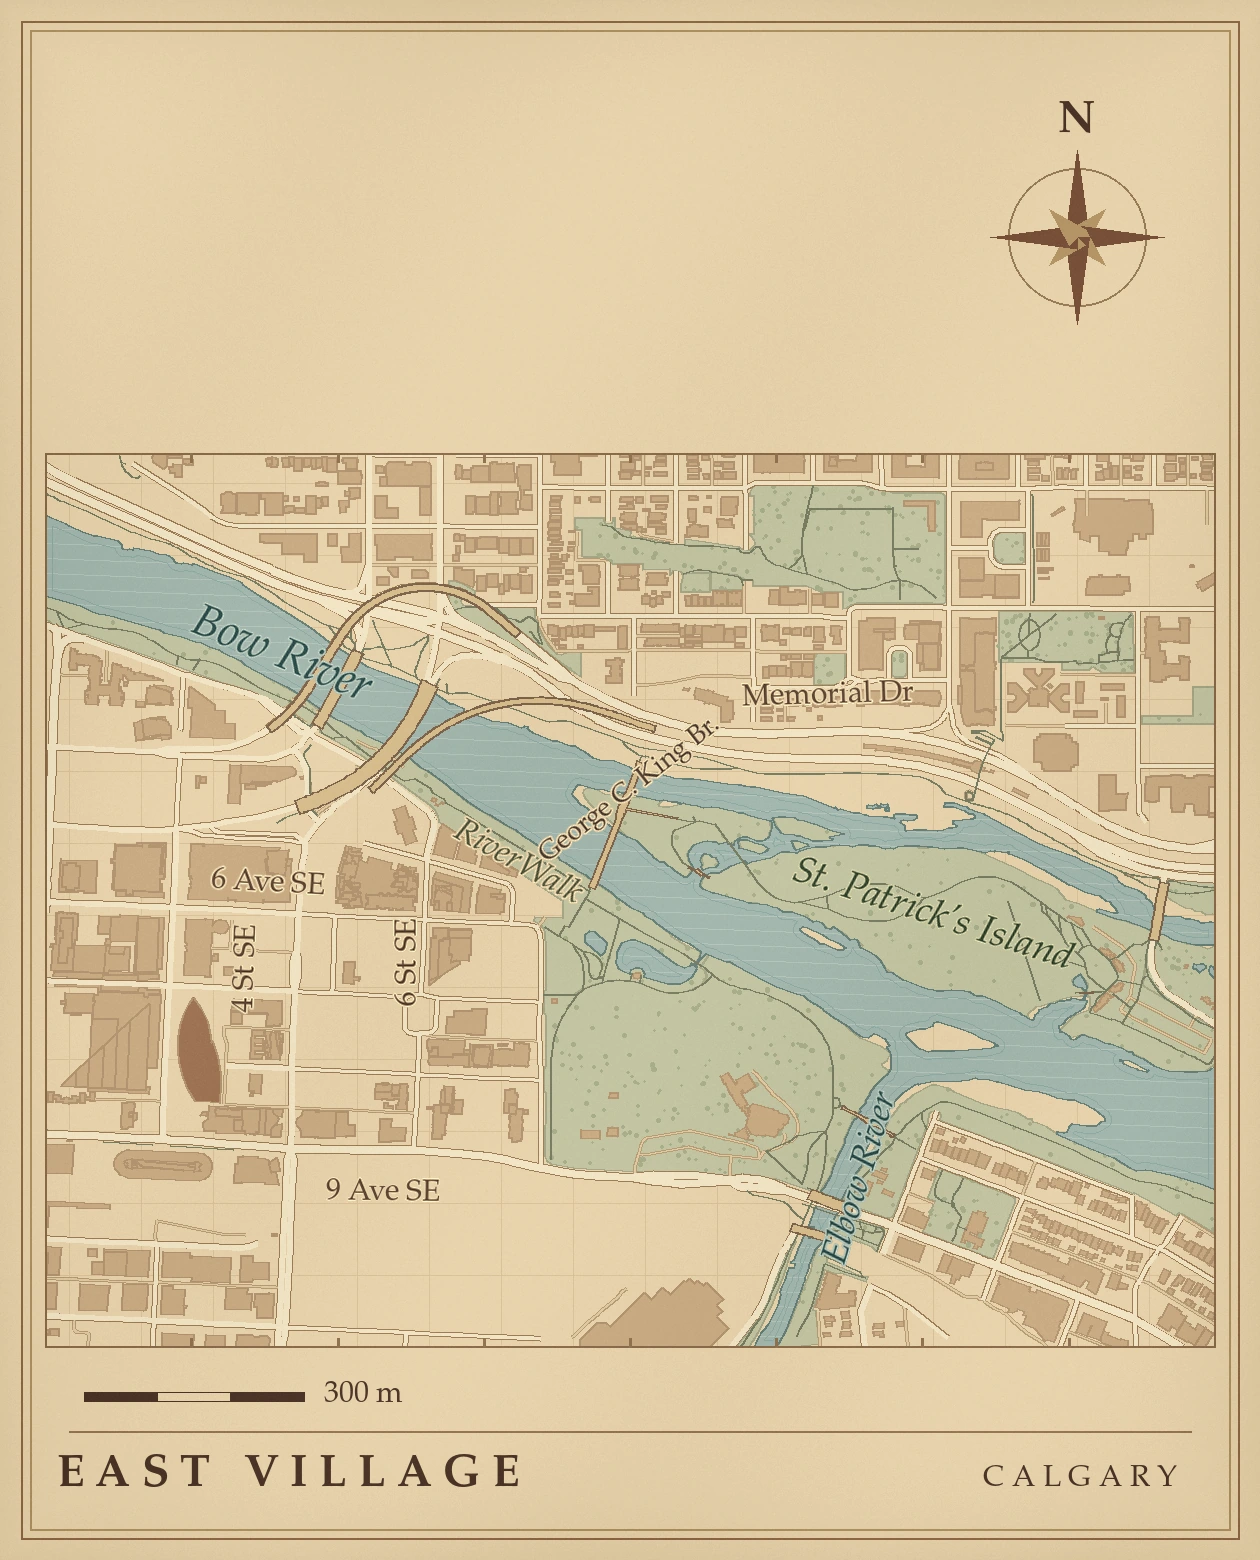 N
Bow River
Memorial Dr
George C. King Br.
RiverWalk
St. Patrick's Island
6 Ave SE
4 St SE
6 St SE
Elbow River
9 Ave SE
300 m
EAST VILLAGE
CALGARY